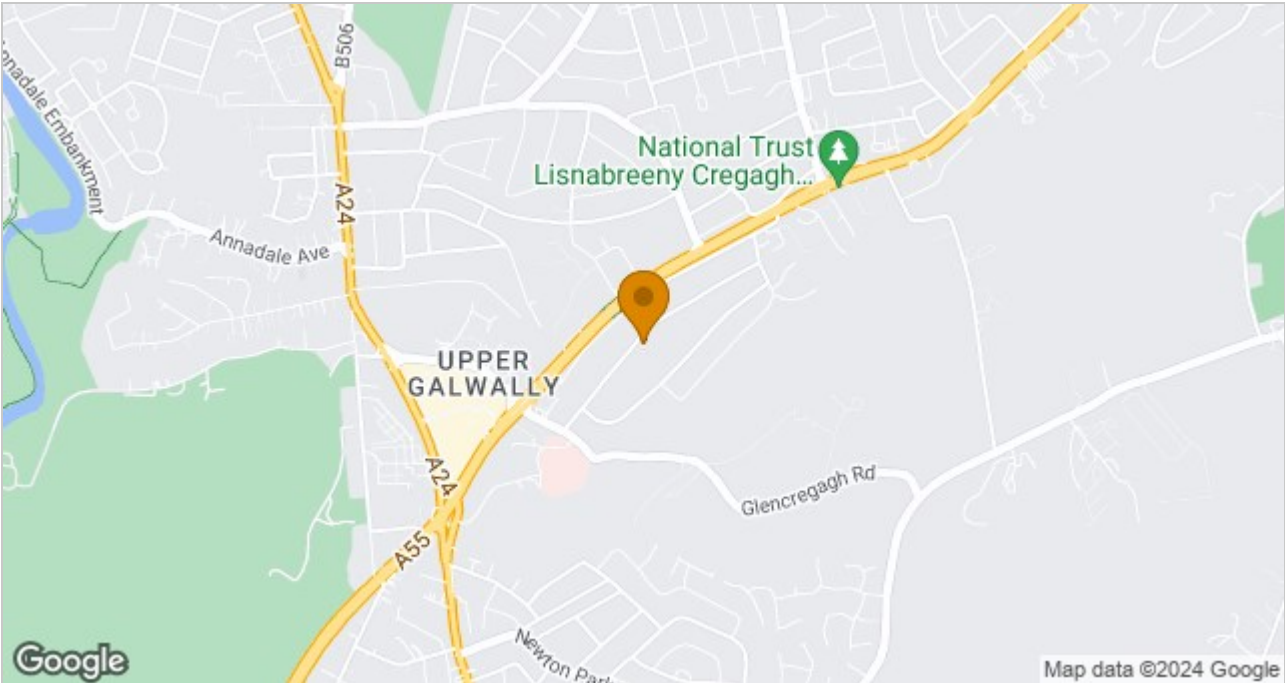 B506
Annadale Embankment
National Trust
Lisnabreeny Cregagh...
A24
Annadale Ave
UPPER
GALWALLY
A24
Glencregagh Rd
A55
Newton Park
Google
Map data ©2024 Google